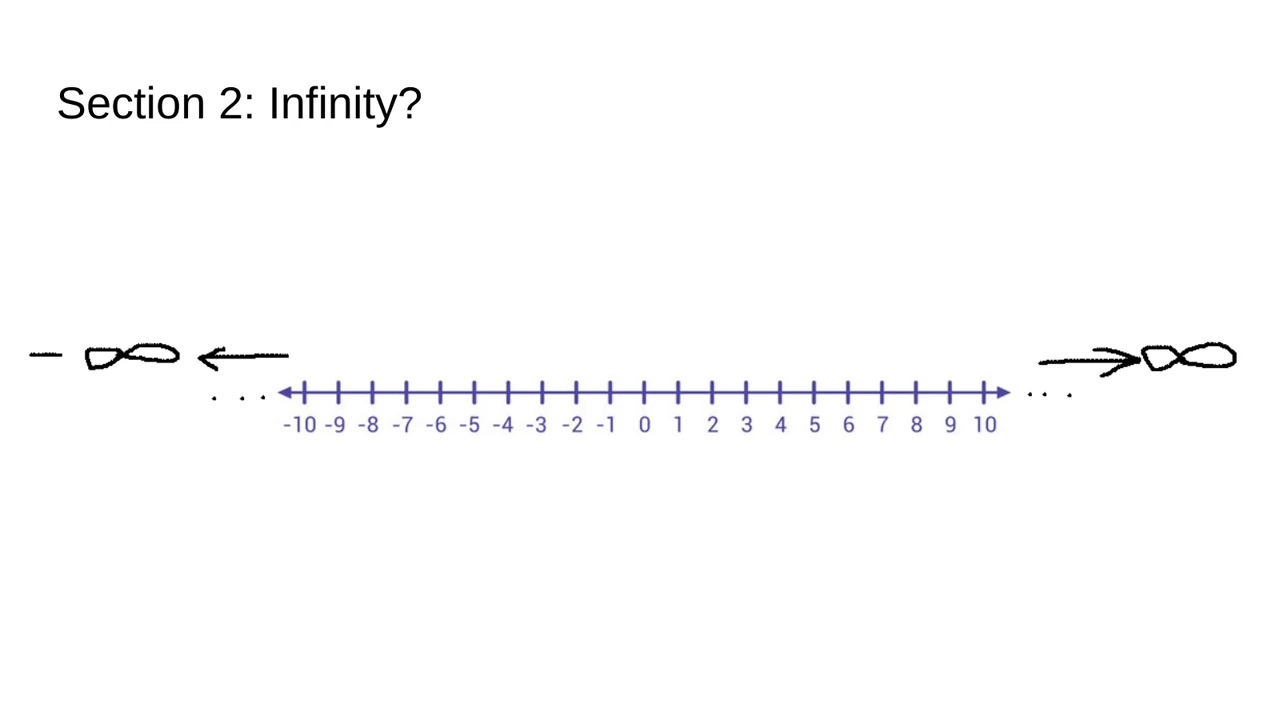 Section 2: Infinity?
- ∞ ∞
. . . . . .
-10 -9 -8 -7 -6 -5 -4 -3 -2 -1 0 1 2 3 4 5 6 7 8 9 10